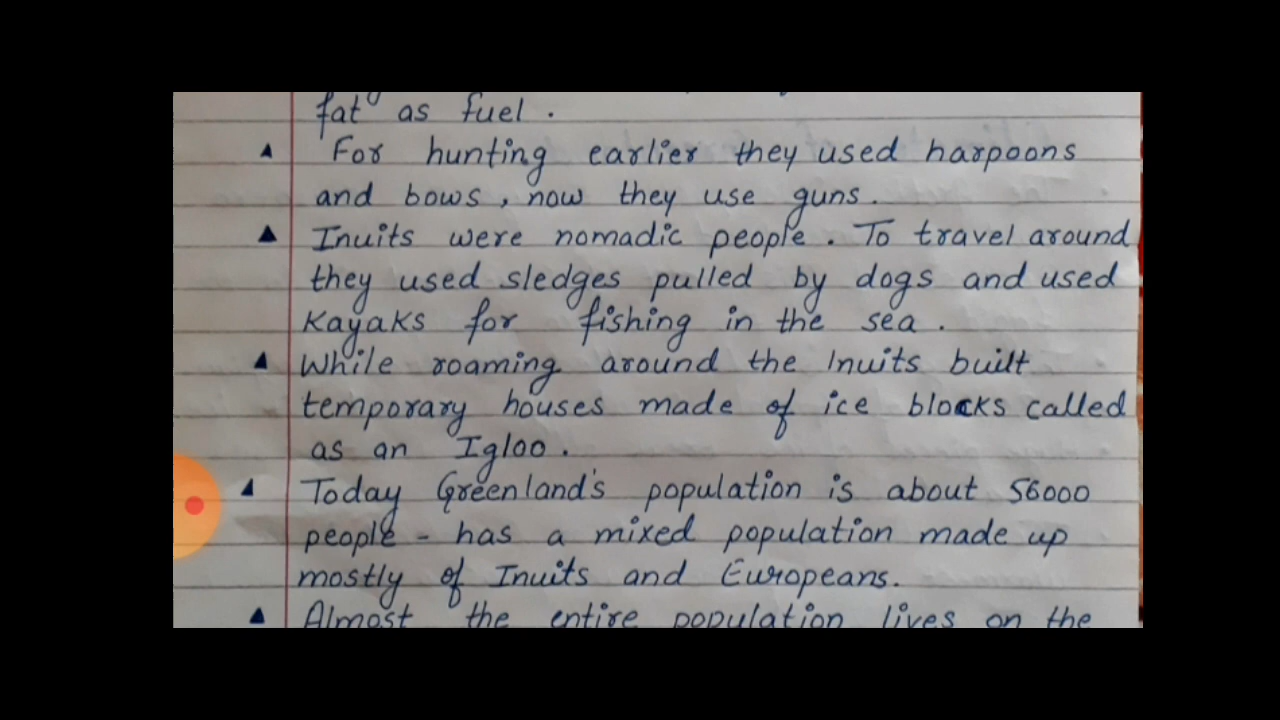 fat as fuel.
▲ For hunting earlier they used harpoons
and bows, now they use guns.
▲ Inuits were nomadic people. To travel around
they used sledges pulled by dogs and used
Kayaks for fishing in the sea.
▲ While roaming around the Inuits built
temporary houses made of ice blocks called
as an Igloo.
▲ Today Greenland's population is about 56000
people - has a mixed population made up
mostly of Inuits and Europeans.
▲ Almost the entire population lives on the